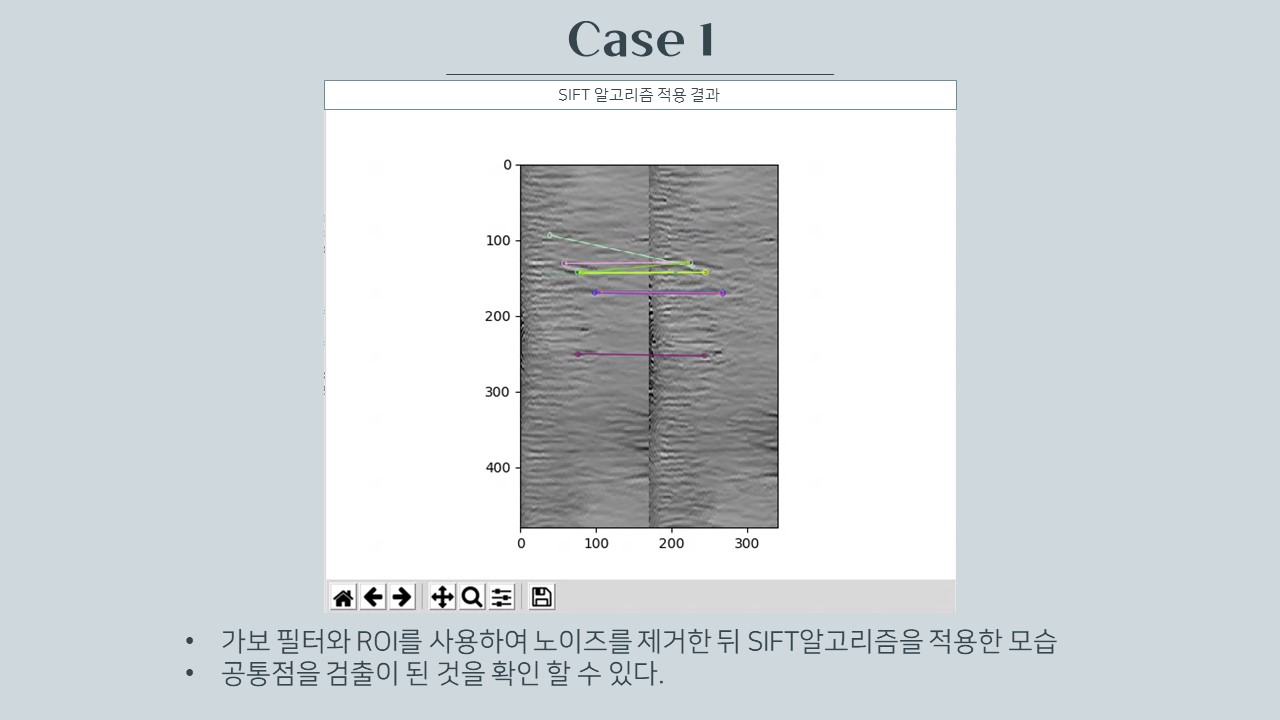 Case 1
SIFT 알고리즘 적용 결과
0
100
200
300
400
0 100 200 300
• 가보 필터와 ROI를 사용하여 노이즈를 제거한 뒤 SIFT알고리즘을 적용한 모습
• 공통점을 검출이 된 것을 확인 할 수 있다.